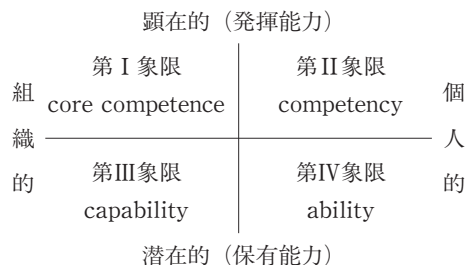 顕在的（発揮能力）
第Ⅰ象限
core competence
第Ⅱ象限
competency
組織的
個人的
第Ⅲ象限
capability
第Ⅳ象限
ability
潜在的（保有能力）